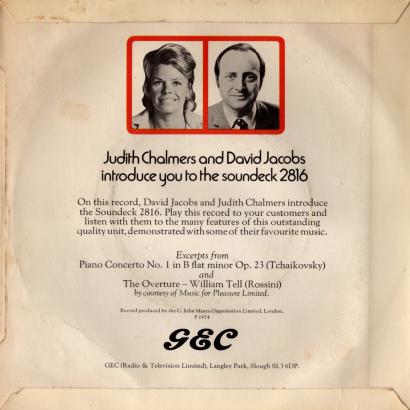 Judith Chalmers and David Jacobs
introduce you to the soundeck 2816
On this record, David Jacobs and Judith Chalmers introduce
the Soundeck 2816. Play this record to your customers and
listen with them to the many features of this outstanding
quality unit, demonstrated with some of their favourite music.
Excerpts from
Piano Concerto No. 1 in B flat minor Op. 23 (Tchaikovsky)
and
The Overture – William Tell (Rossini)
by courtesy of Music for Pleasure Limited.
Record produced by the C. John Mears Organisation Limited, London.
P 1974
GEC
GEC (Radio & Television Limited), Langley Park, Slough SL3 6DP.